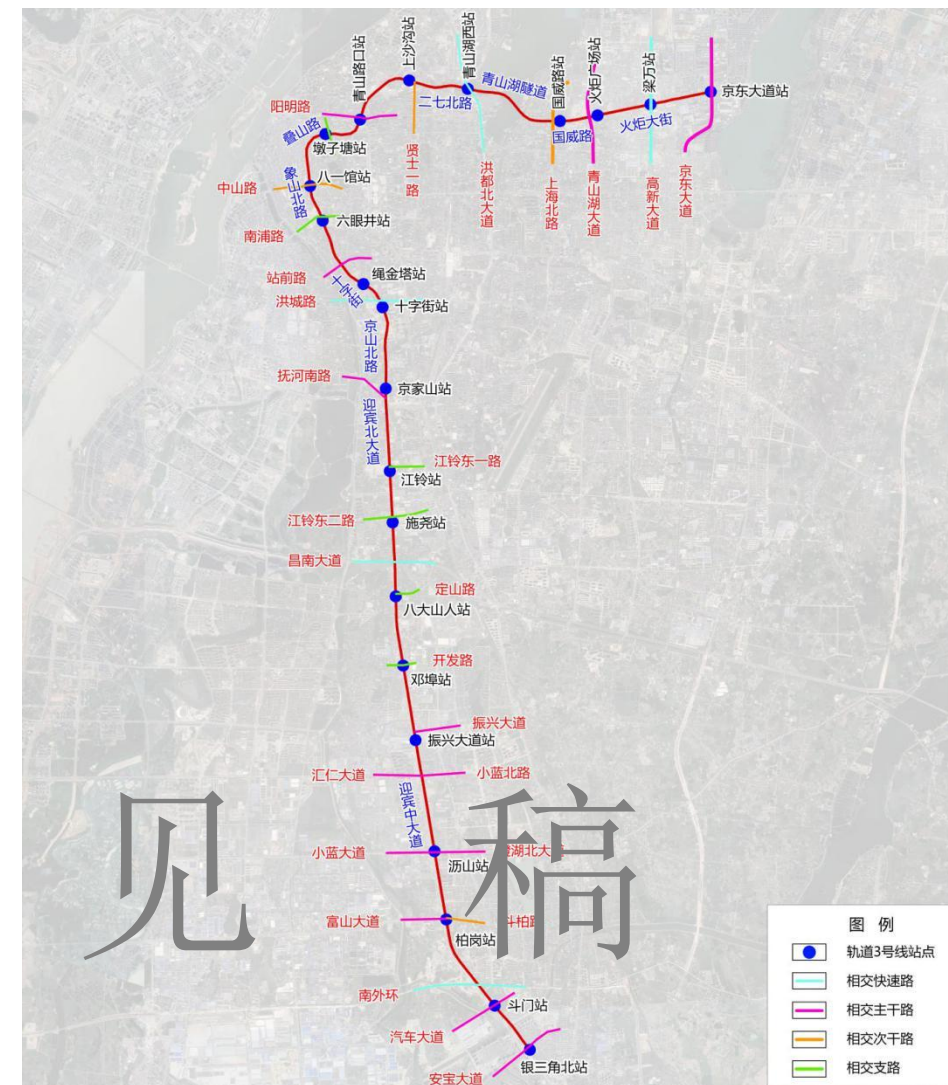 上沙沟站
青山湖西站
青山路口站
国威路站
火炬广场站
梁万站
京东大道站
青山湖隧道
二七北路
国威路
火炬大街
阳明路
叠山路
墩子塘站
贤士一路
洪都北大道
上海北路
青山湖大道
高新大道
京东大道
中山路
八一馆站
象山北路
六眼井站
南浦路
站前路
绳金塔站
十字街
洪城路
十字街站
京山北路
抚河南路
京家山站
迎宾北大道
江铃东一路
江铃站
江铃东二路
施尧站
昌南大道
定山路
八大山人站
开发路
邓埠站
振兴大道
振兴大道站
汇仁大道
小蓝北路
迎宾中大道
小蓝大道
湖北大
沥山站
富山大道
斗柏路
柏岗站
南外环
斗门站
汽车大道
银三角北站
安宝大道
见 稿
图 例
轨道3号线站点
相交快速路
相交主干路
相交次干路
相交支路